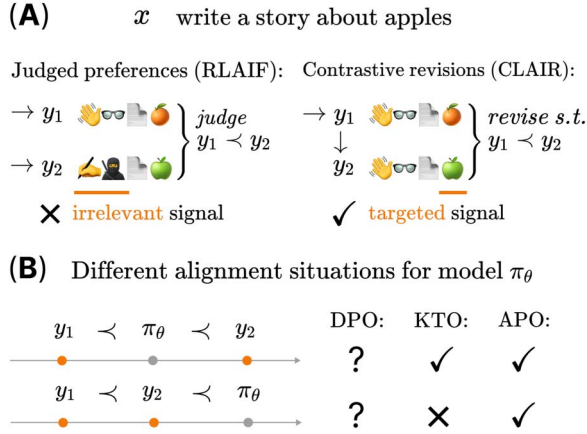 (A) x write a story about apples
Judged preferences (RLAIF): Contrastive revisions (CLAIR):
→ y₁ 👋👓📄🍊 judge → y₁ 👋👓📄🍊 revise s.t.
y₁ ≺ y₂ ↓ y₁ ≺ y₂
→ y₂ ✍️🥷📄🍏 y₂ 👋👓📄🍏
✗ irrelevant signal ✓ targeted signal
(B) Different alignment situations for model πθ
DPO: KTO: APO:
y₁ ≺ πθ ≺ y₂
? ✓ ✓
y₁ ≺ y₂ ≺ πθ
? ✗ ✓